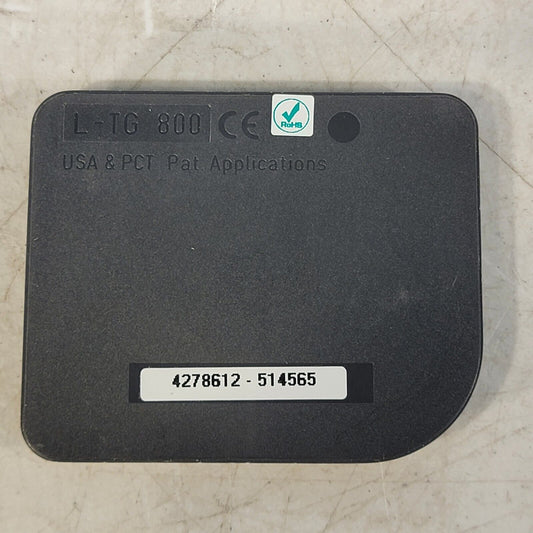 L-TG 800 CE RoHS
USA & PCT Pat. Applications
4278612 - 514565